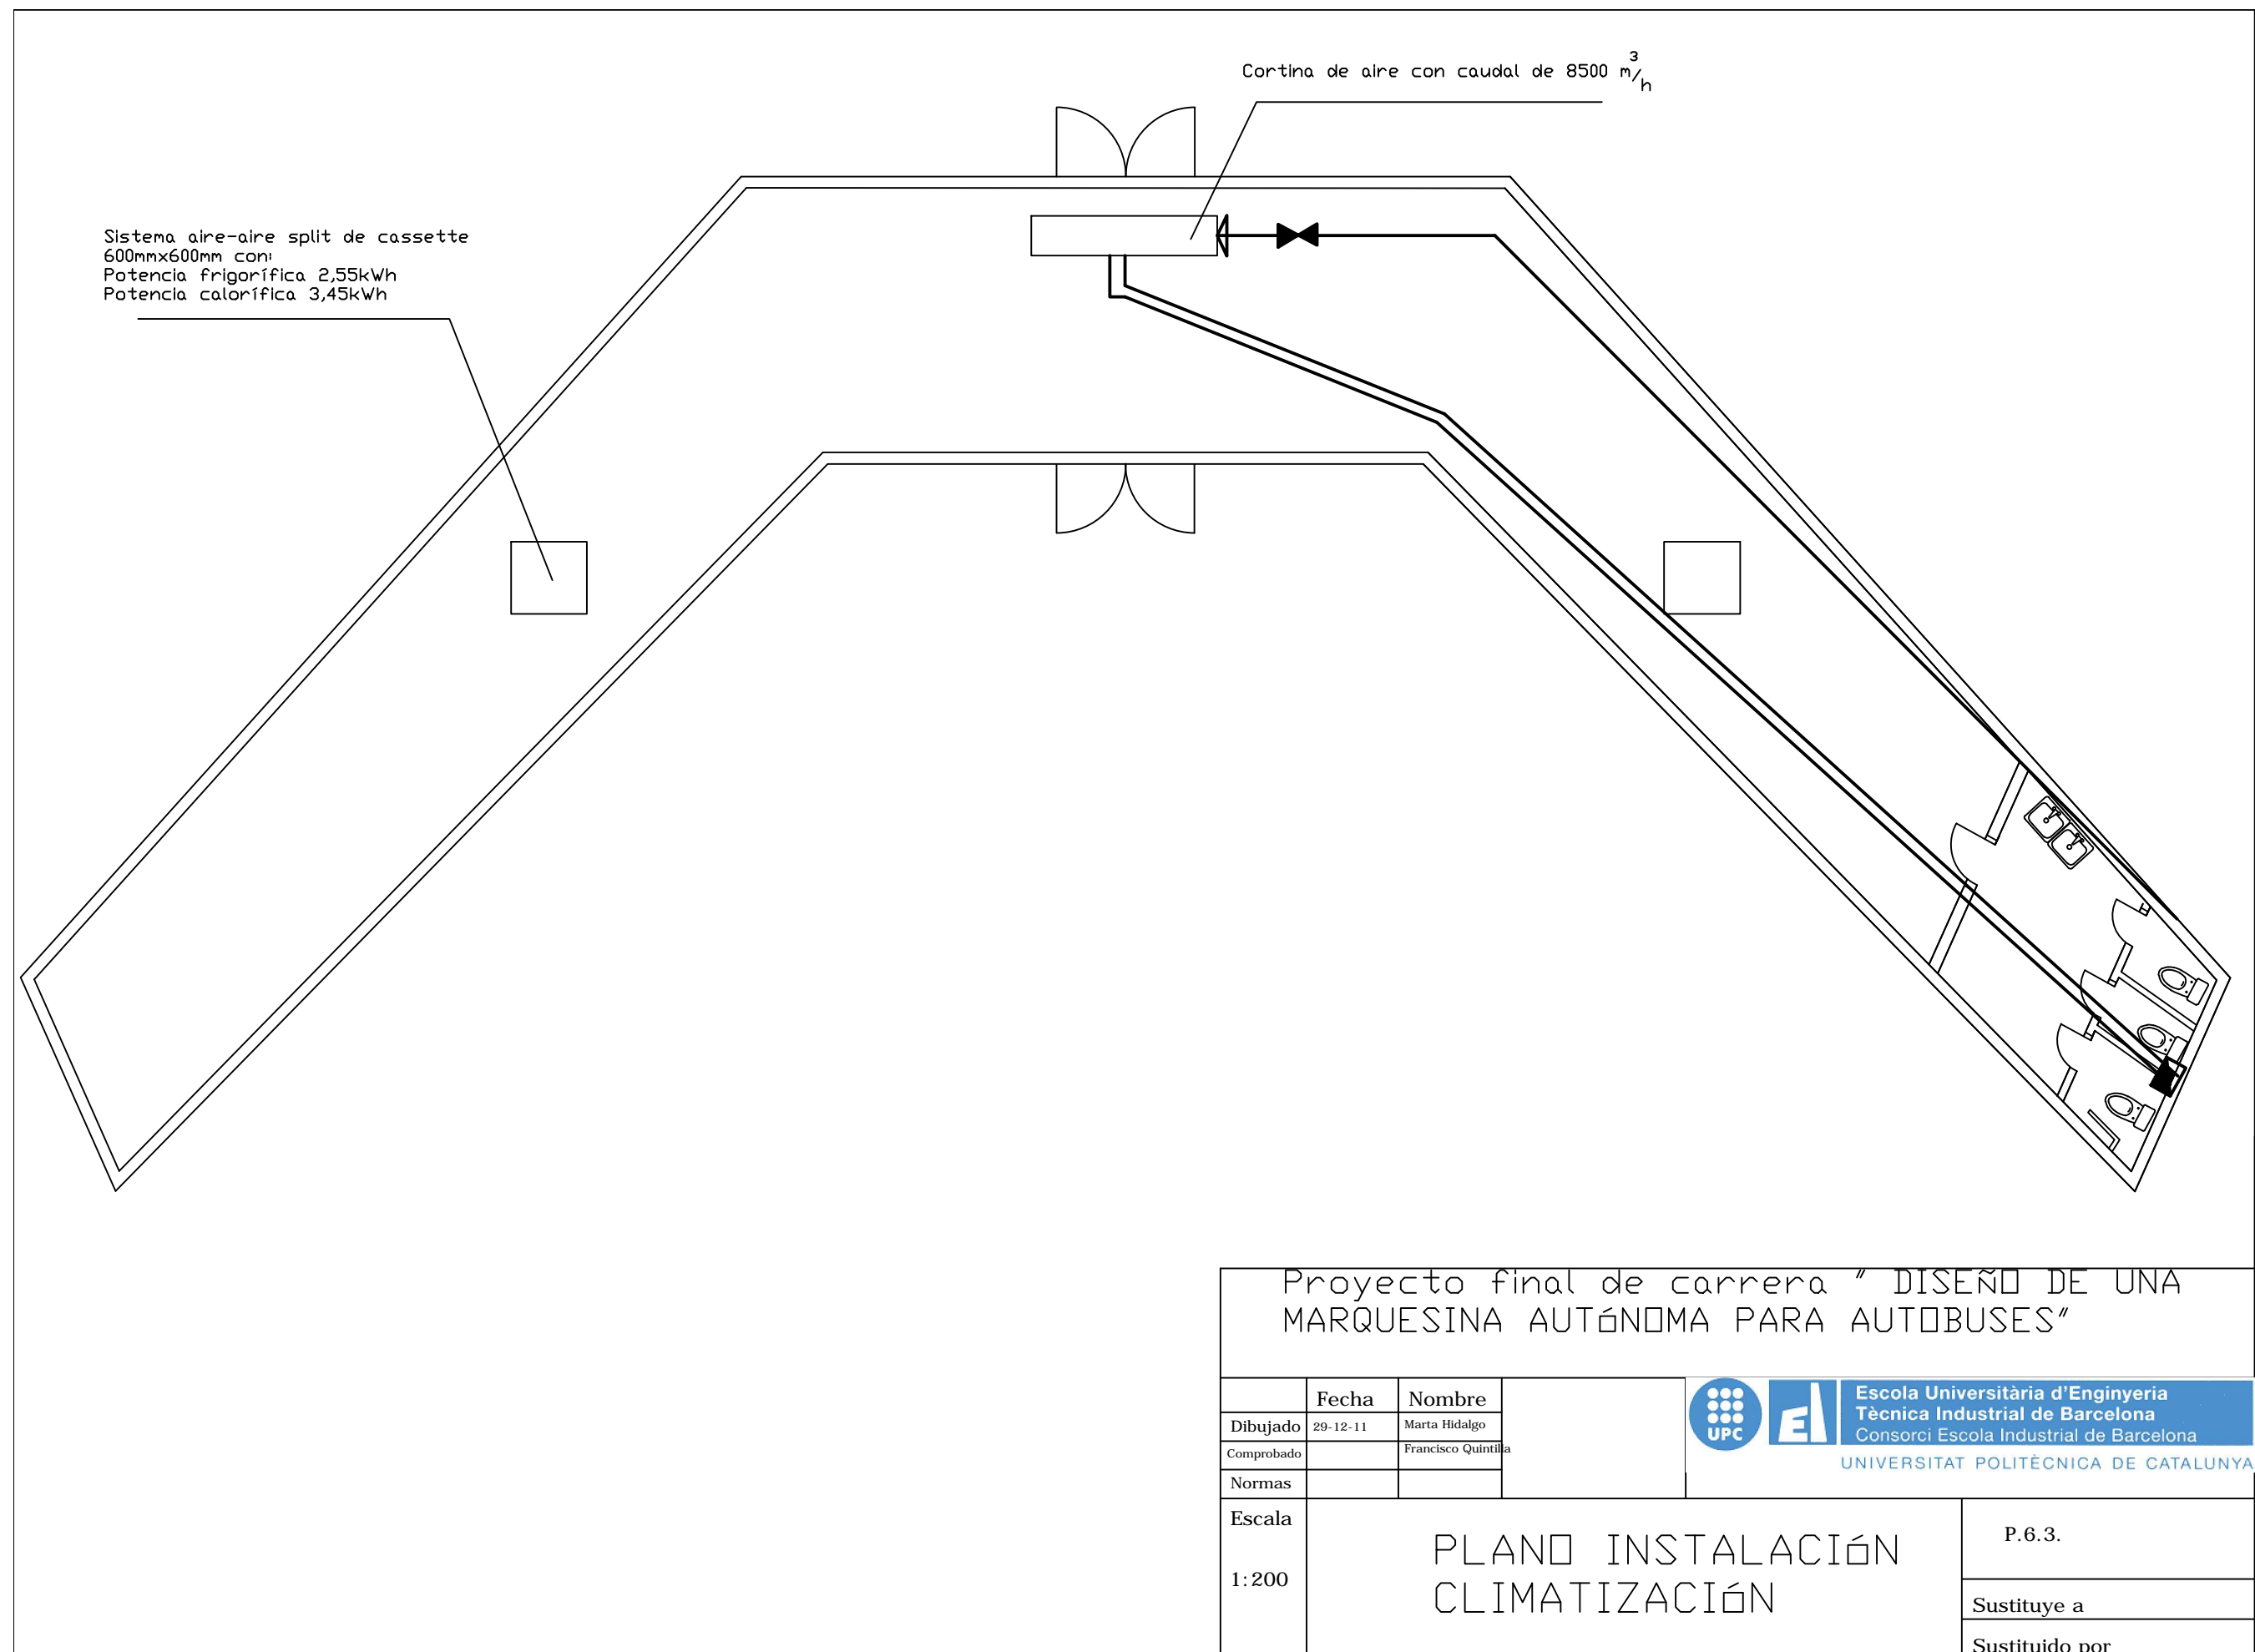 Cortina de aire con caudal de 8500 m³/h
Sistema aire-aire split de cassette
600mmx600mm con:
Potencia frigorífica 2,55kWh
Potencia calorífica 3,45kWh
Proyecto final de carrera " DISEÑO DE UNA
MARQUESINA AUTóNOMA PARA AUTOBUSES"
Fecha Nombre
Dibujado 29-12-11 Marta Hidalgo
Comprobado Francisco Quintilla
Normas
UPC
Escola Universitària d'Enginyeria
Tècnica Industrial de Barcelona
Consorci Escola Industrial de Barcelona
UNIVERSITAT POLITÈCNICA DE CATALUNYA
Escala
1:200
PLANO INSTALACIóN
CLIMATIZACIóN
P.6.3.
Sustituye a
Sustituido por